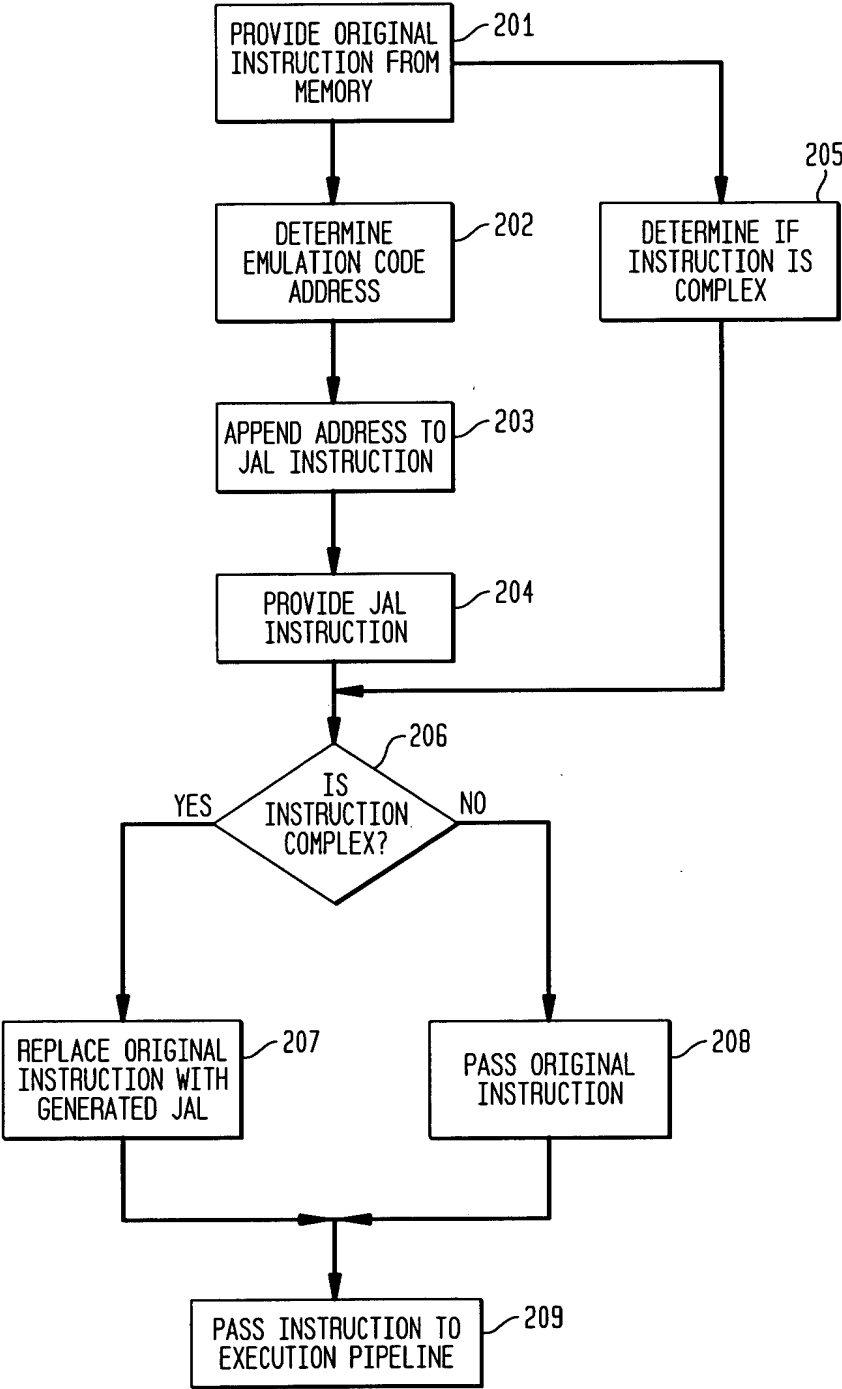 PROVIDE ORIGINAL
INSTRUCTION FROM
MEMORY
201
205
DETERMINE
EMULATION CODE
ADDRESS
202
DETERMINE IF
INSTRUCTION IS
COMPLEX
APPEND ADDRESS TO
JAL INSTRUCTION
203
PROVIDE JAL
INSTRUCTION
204
206
IS
INSTRUCTION
COMPLEX?
YES
NO
REPLACE ORIGINAL
INSTRUCTION WITH
GENERATED JAL
207
PASS ORIGINAL
INSTRUCTION
208
PASS INSTRUCTION TO
EXECUTION PIPELINE
209